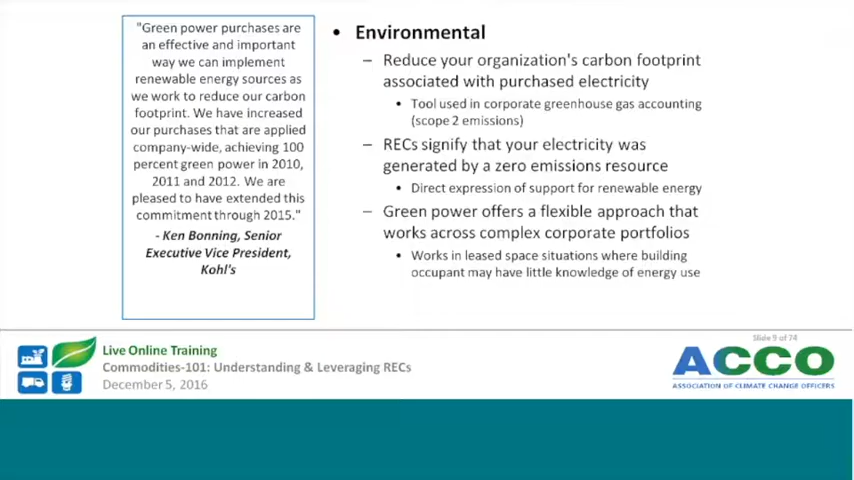 "Green power purchases are
an effective and important
way we can implement
renewable energy sources as
we work to reduce our carbon
footprint. We have increased
our purchases that are applied
company-wide, achieving 100
percent green power in 2010,
2011 and 2012. We are
pleased to have extended this
commitment through 2015."
- Ken Bonning, Senior
Executive Vice President,
Kohl's
• Environmental
– Reduce your organization's carbon footprint
associated with purchased electricity
• Tool used in corporate greenhouse gas accounting
(scope 2 emissions)
– RECs signify that your electricity was
generated by a zero emissions resource
• Direct expression of support for renewable energy
– Green power offers a flexible approach that
works across complex corporate portfolios
• Works in leased space situations where building
occupant may have little knowledge of energy use
Slide 9 of 74
Live Online Training
Commodities-101: Understanding & Leveraging RECs
December 5, 2016
ACCO
ASSOCIATION OF CLIMATE CHANGE OFFICERS